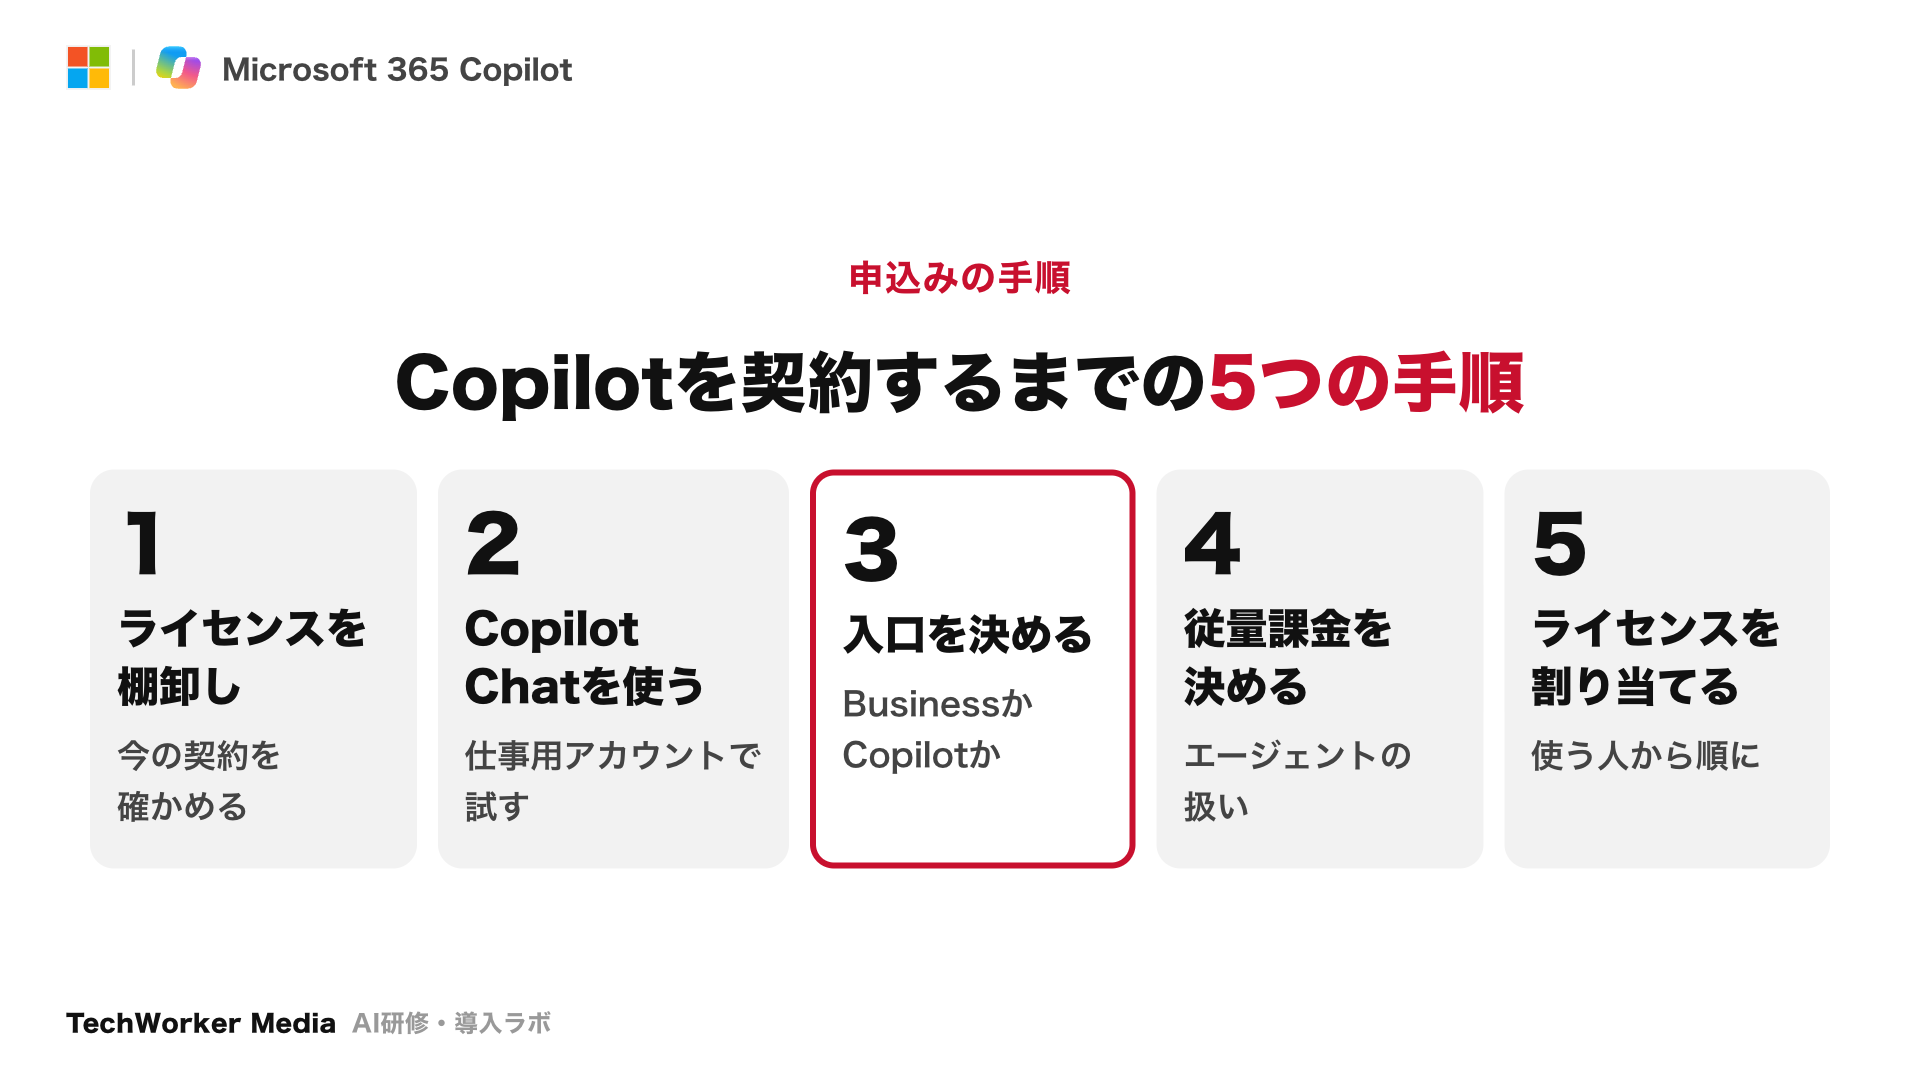 Microsoft 365 Copilot
申込みの手順
Copilotを契約するまでの5つの手順
1
ライセンスを
棚卸し
今の契約を
確かめる
2
Copilot
Chatを使う
仕事用アカウントで
試す
3
入口を決める
Businessか
Copilotか
4
従量課金を
決める
エージェントの
扱い
5
ライセンスを
割り当てる
使う人から順に
TechWorker Media AI研修・導入ラボ